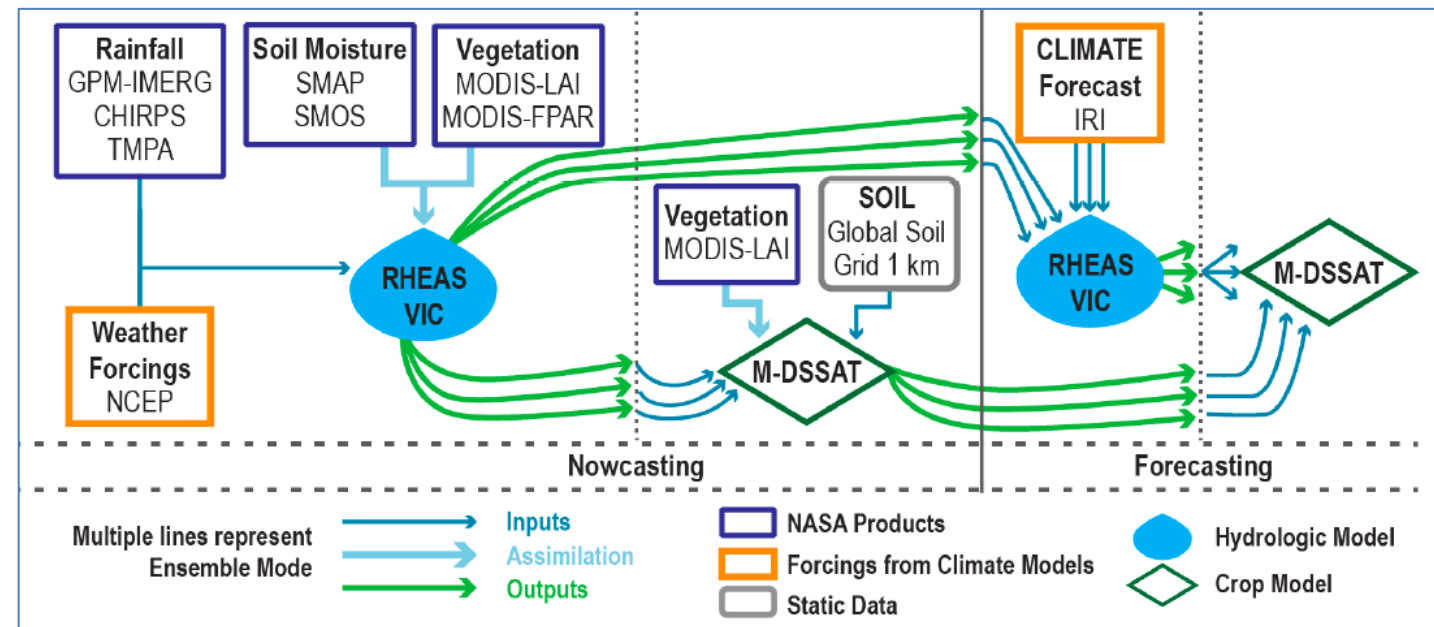 Rainfall
GPM-IMERG
CHIRPS
TMPA
Soil Moisture
SMAP
SMOS
Vegetation
MODIS-LAI
MODIS-FPAR
CLIMATE
Forecast
IRI
Vegetation
MODIS-LAI
SOIL
Global Soil
Grid 1 km
RHEAS
VIC
RHEAS
VIC
M-DSSAT
Weather
Forcings
NCEP
M-DSSAT
Nowcasting
Forecasting
Multiple lines represent
Ensemble Mode
Inputs
Assimilation
Outputs
NASA Products
Forcings from Climate Models
Static Data
Hydrologic Model
Crop Model